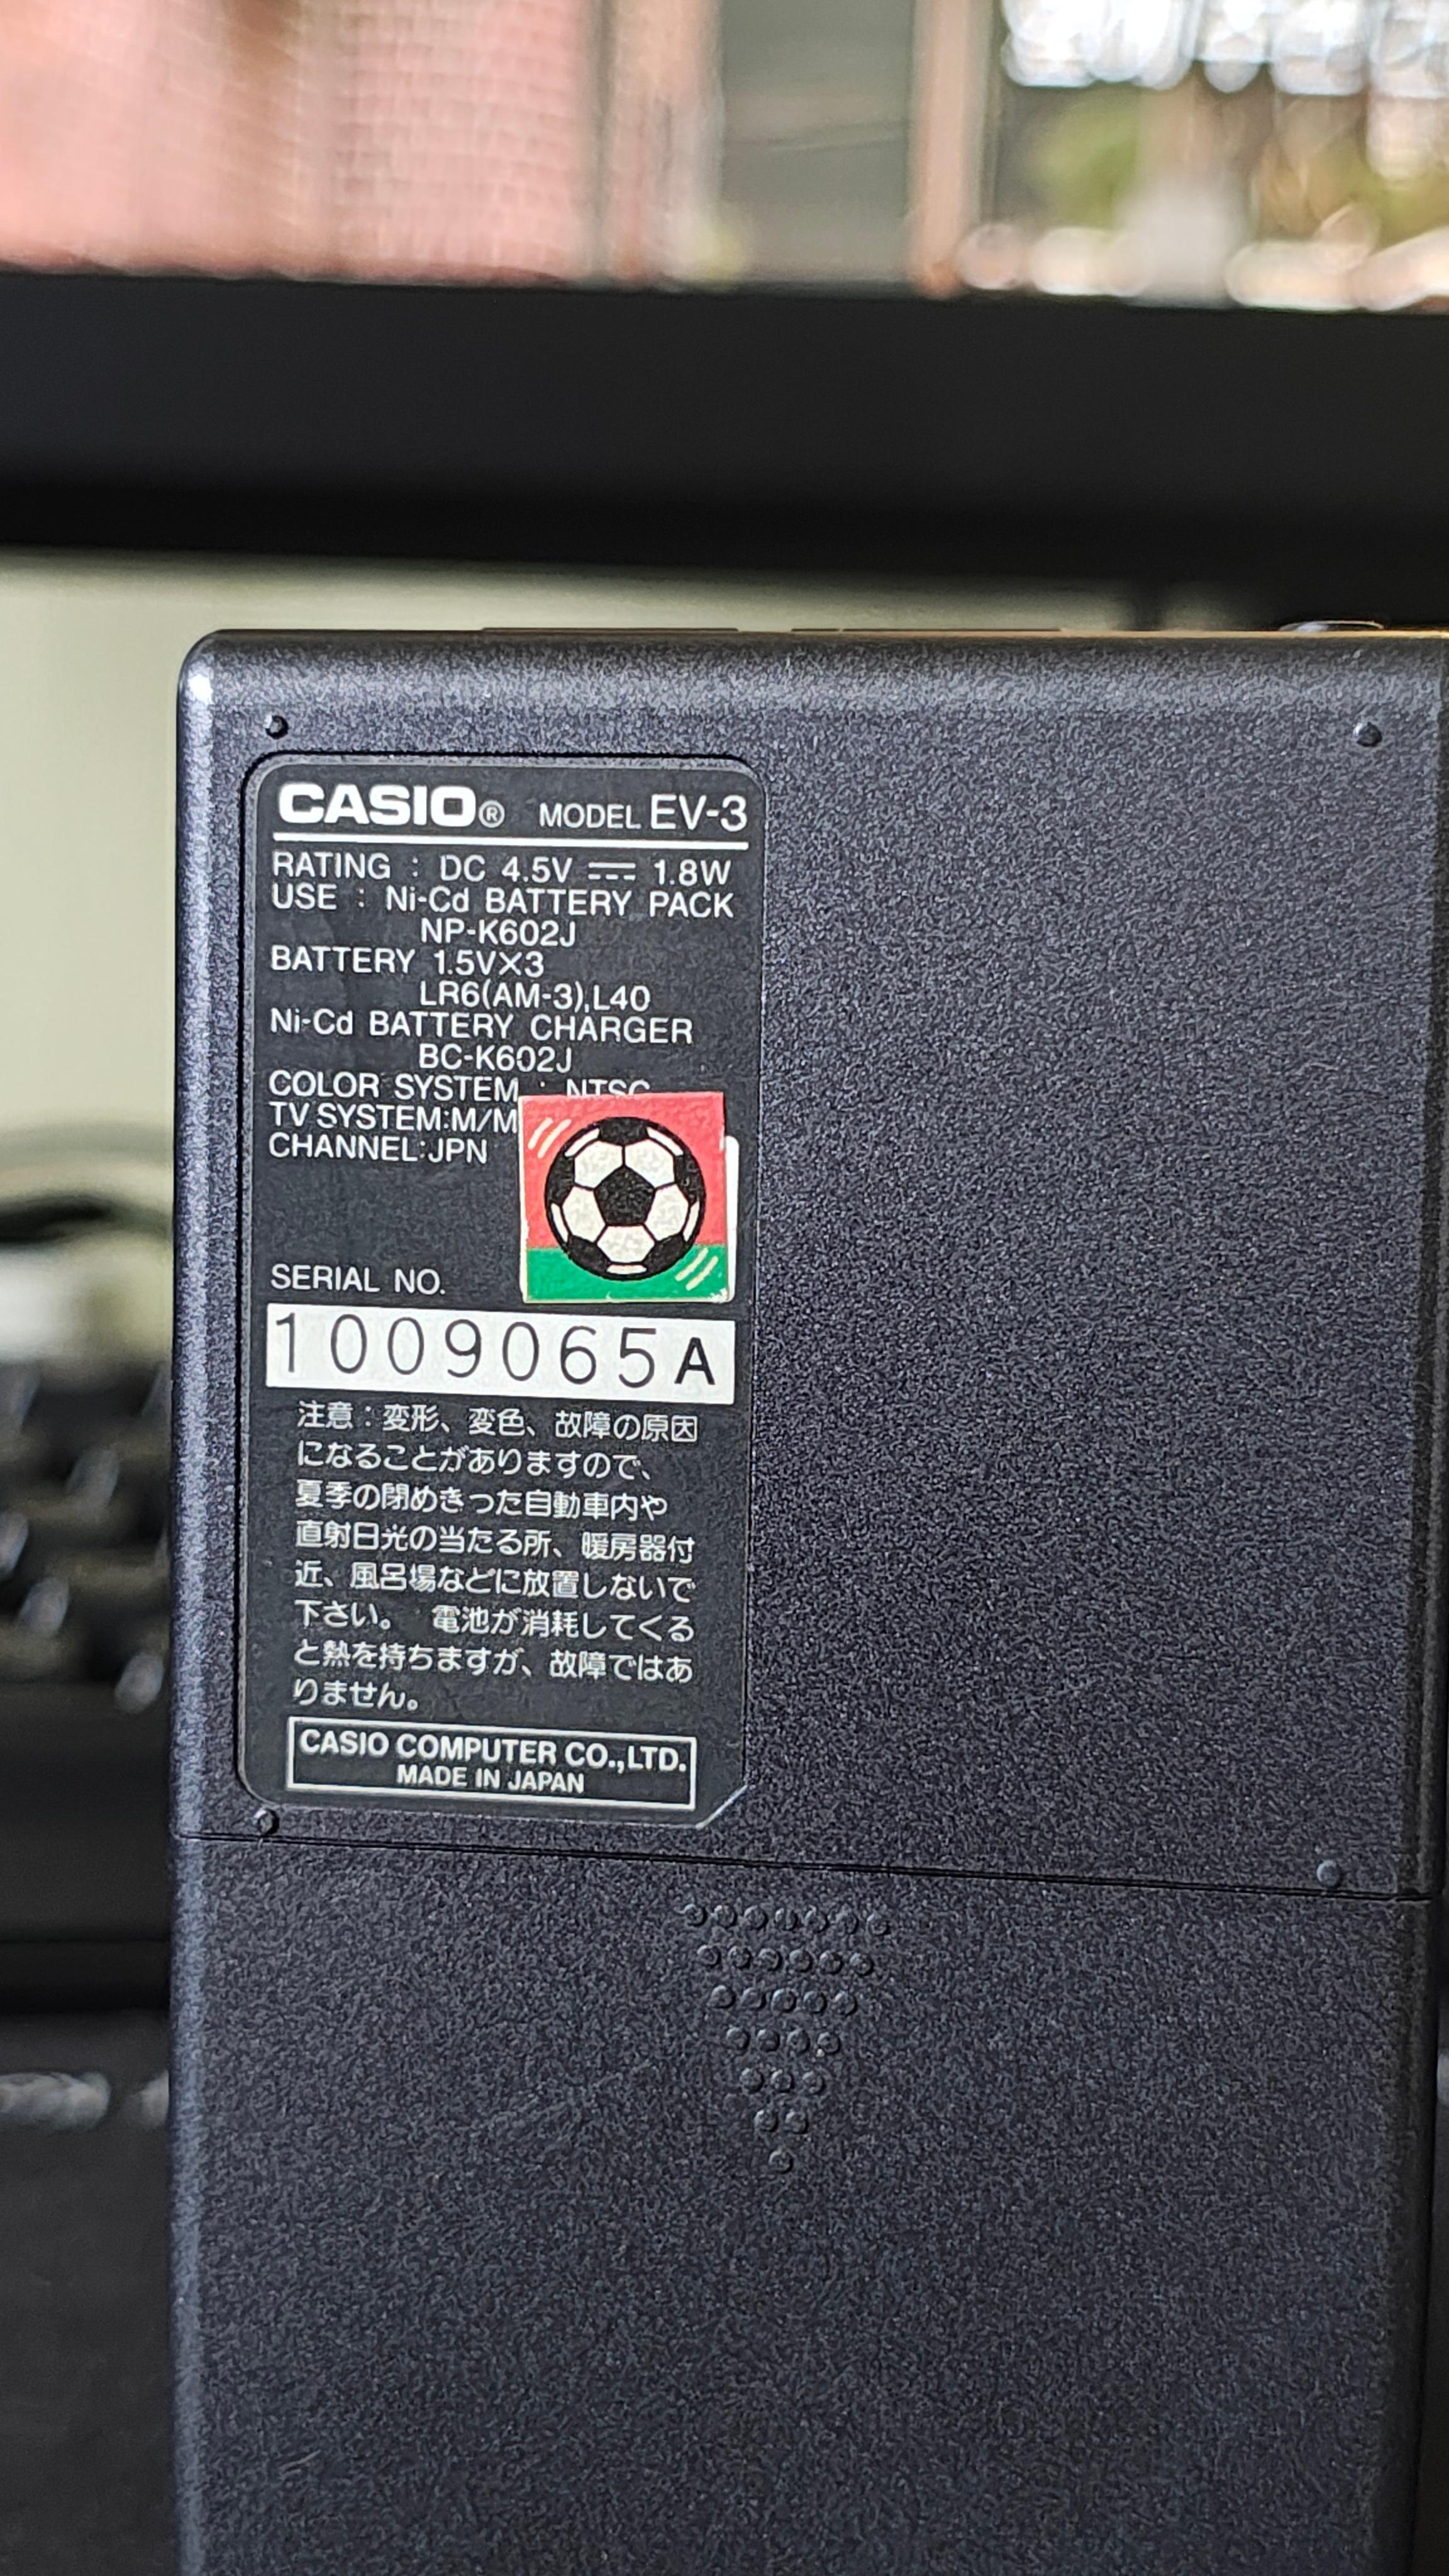 CASIO® MODEL EV-3
RATING : DC 4.5V ⎓ 1.8W
USE : Ni-Cd BATTERY PACK
NP-K602J
BATTERY 1.5V×3
LR6(AM-3),L40
Ni-Cd BATTERY CHARGER
BC-K602J
COLOR SYSTEM : NTSC
TV SYSTEM:M/M
CHANNEL:JPN
SERIAL NO.
1009065A
注意：変形、変色、故障の原因
になることがありますので、
夏季の閉めきった自動車内や
直射日光の当たる所、暖房器付
近、風呂場などに放置しないで
下さい。 電池が消耗してくる
と熱を持ちますが、故障ではあ
りません。
CASIO COMPUTER CO.,LTD.
MADE IN JAPAN